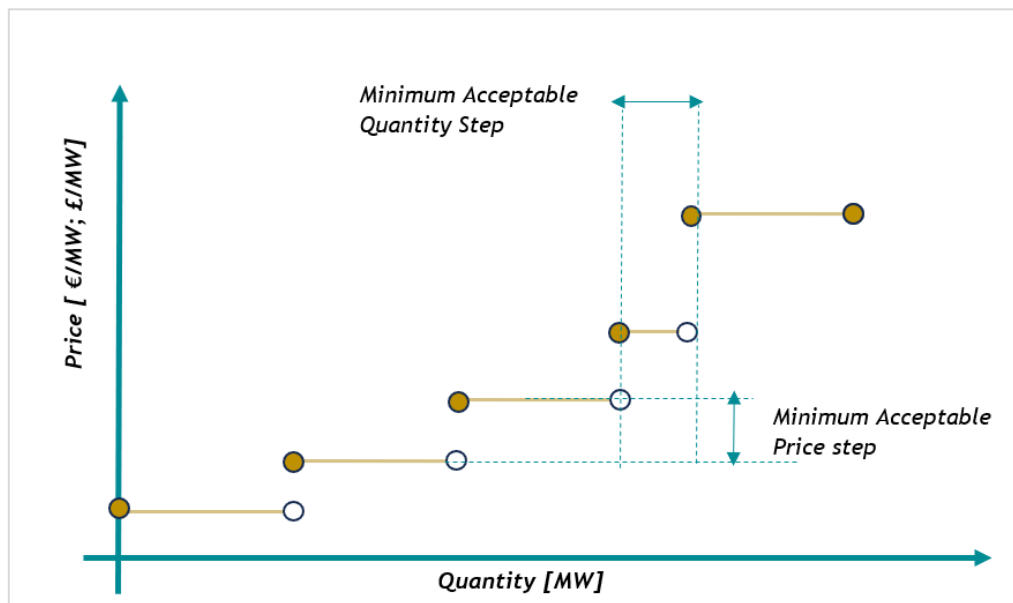 Minimum Acceptable
Quantity Step
Price [ €/MW; £/MW]
Minimum Acceptable
Price step
Quantity [MW]